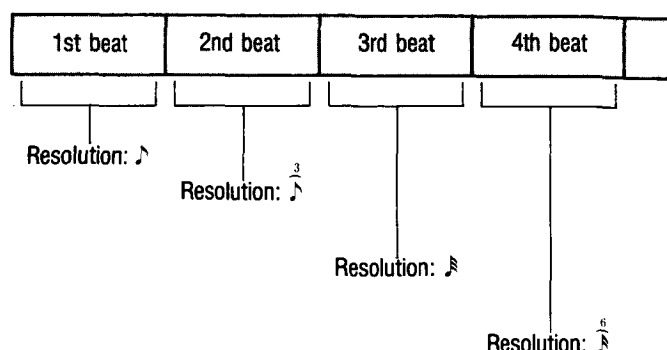 1st beat 2nd beat 3rd beat 4th beat
Resolution: ♪
3
Resolution: ♪
Resolution:
6
Resolution: